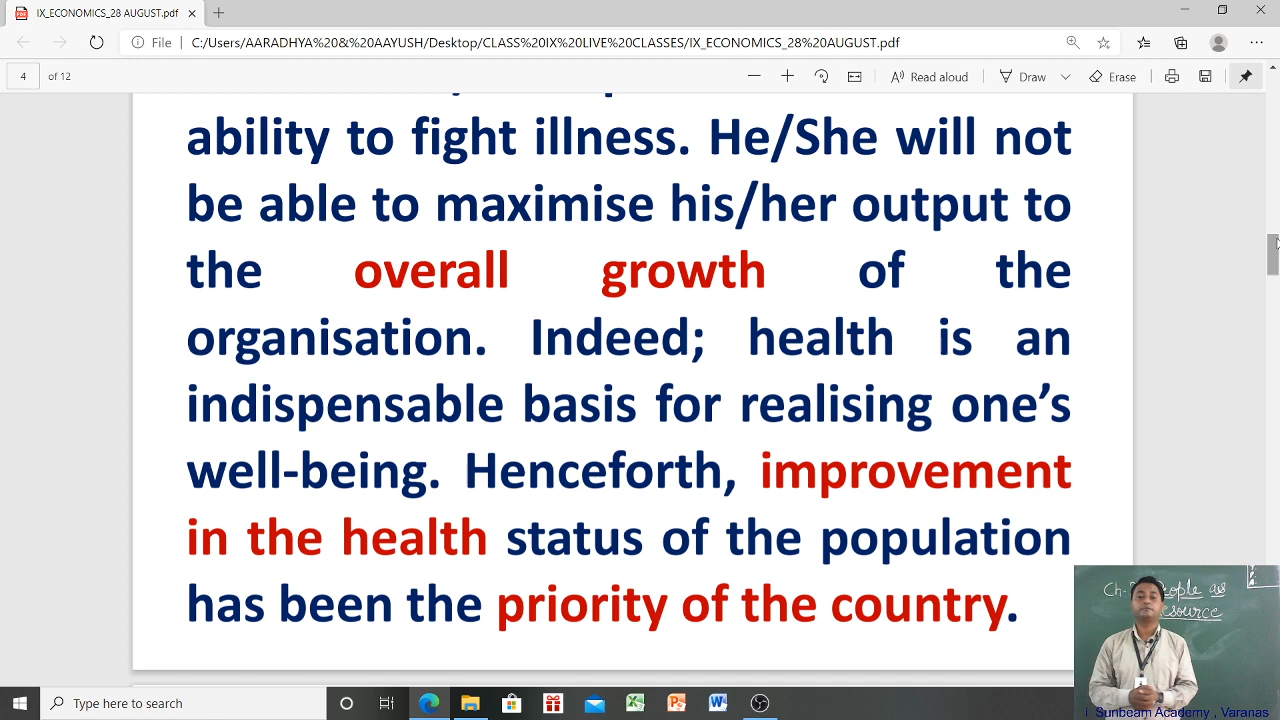 IX_ECONOMICS_28 AUGUST.pdf
File
C:/Users/AARADHYA%20&%20AAYUSH/Desktop/CLASS%20IX%20LIVE%20CLASSES/IX_ECONOMICS_28%20AUGUST.pdf
4 of 12
Read aloud
Draw
Erase
ability to fight illness. He/She will not
be able to maximise his/her output to
the overall growth of the
organisation. Indeed; health is an
indispensable basis for realising one’s
well-being. Henceforth, improvement
in the health status of the population
has been the priority of the country.
People as
Resource
Sunbeam Academy , Varanas
Type here to search